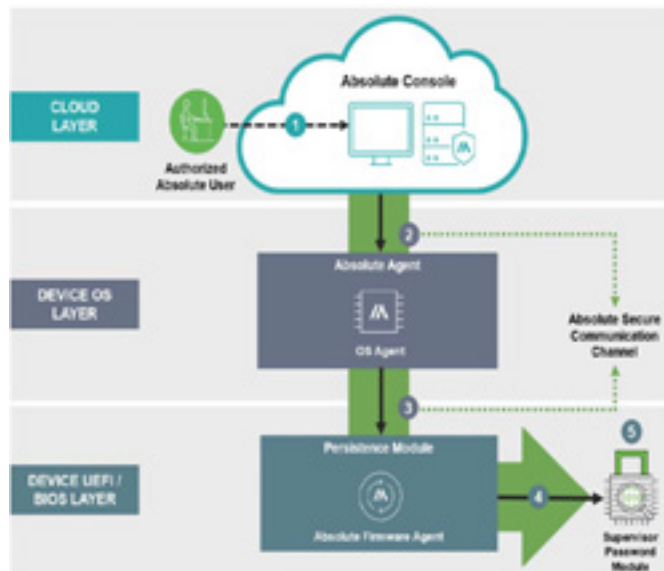 Absolute Console
CLOUD
LAYER
1
Authorized
Absolute User
2
Absolute Agent
DEVICE OS
LAYER
OS Agent
Absolute Secure
Communication
Channel
3
Persistence Module
5
DEVICE UEFI /
BIOS LAYER
4
Absolute Firmware Agent
Supervisor
Password
Module